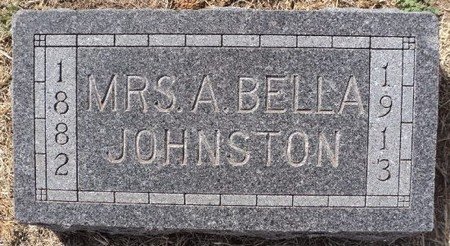 1882
MRS. A. BELLA
JOHNSTON
1913